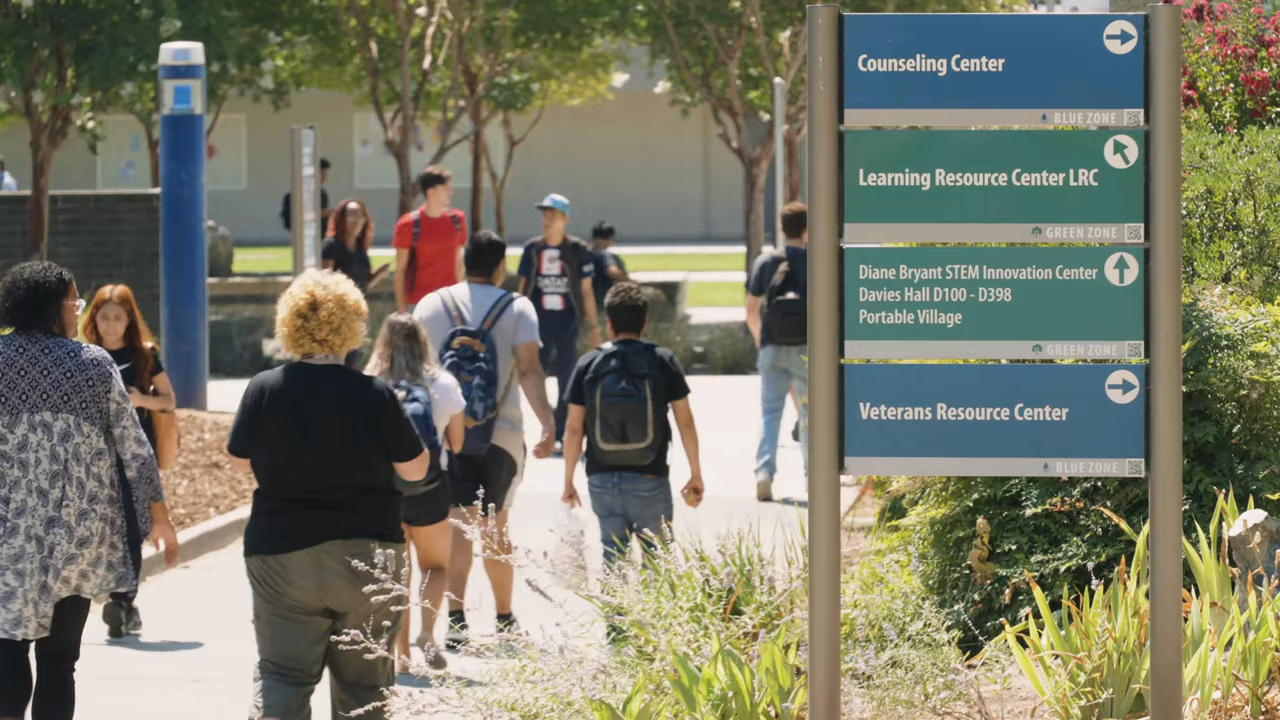 Counseling Center
BLUE ZONE
Learning Resource Center LRC
GREEN ZONE
Diane Bryant STEM Innovation Center
Davies Hall D100 - D398
Portable Village
GREEN ZONE
Veterans Resource Center
BLUE ZONE